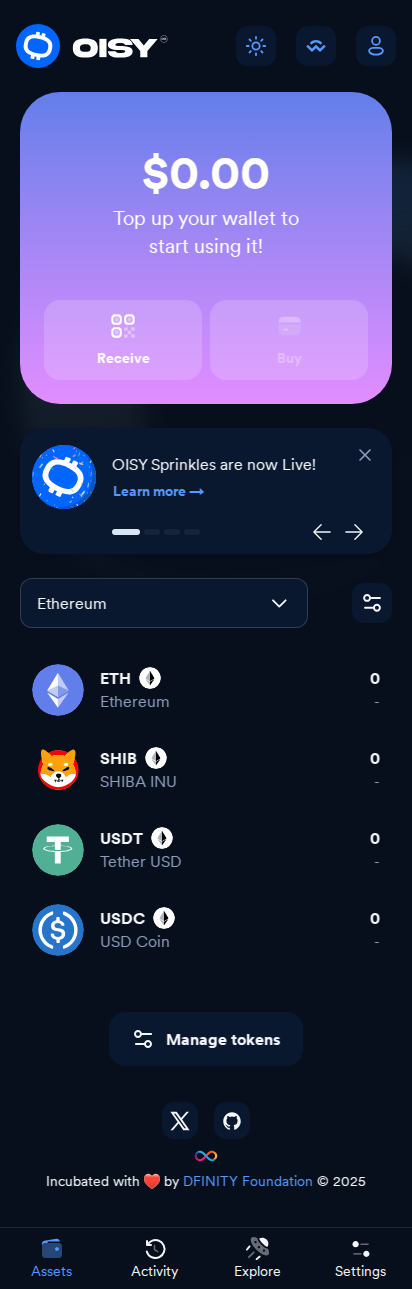 OISY
$0.00
Top up your wallet to
start using it!
Receive
Buy
OISY Sprinkles are now Live!
Learn more →
Ethereum
ETH
0
Ethereum
-
SHIB
0
SHIBA INU
-
USDT
0
Tether USD
-
USDC
0
USD Coin
-
Manage tokens
Incubated with ❤️ by DFINITY Foundation © 2025
Assets
Activity
Explore
Settings